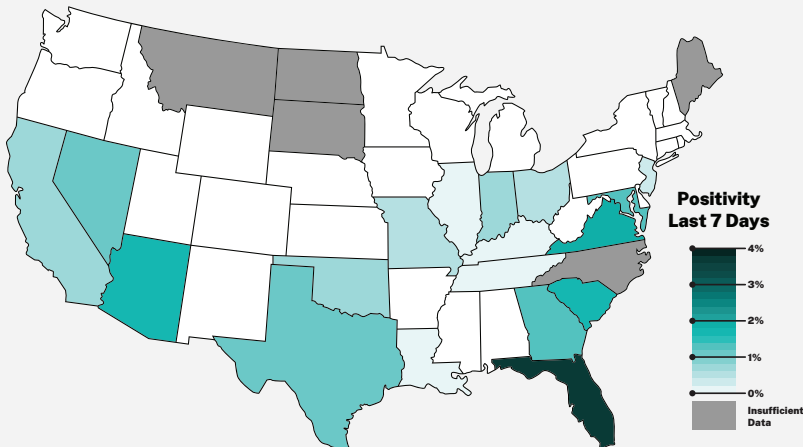 Positivity
Last 7 Days
4%
3%
2%
1%
0%
Insufficient
Data